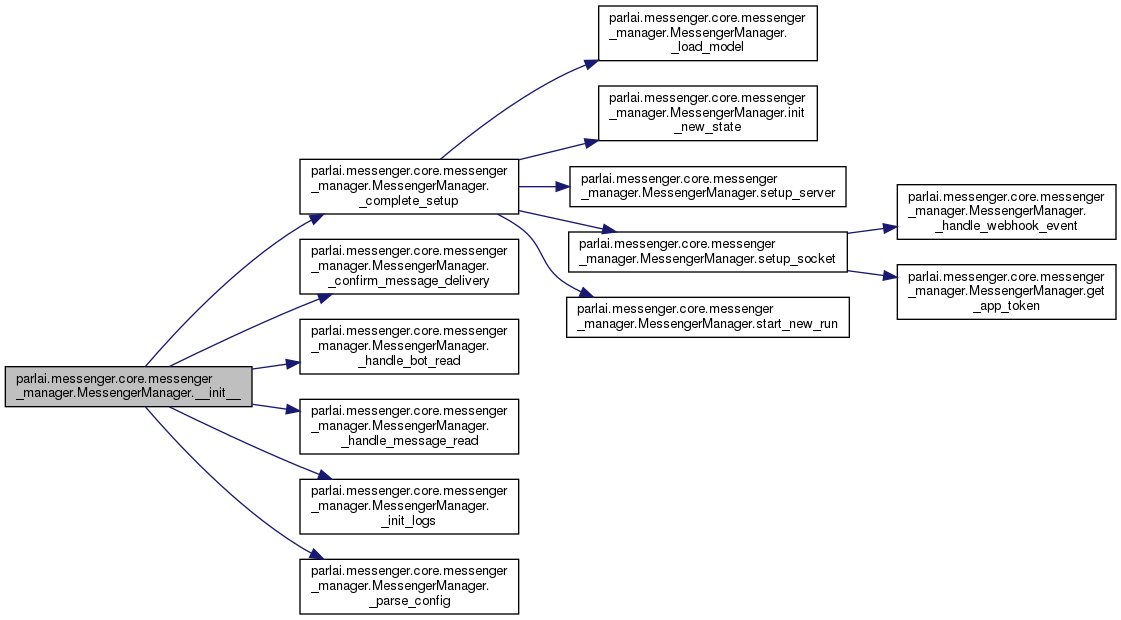 parlai.messenger.core.messenger
_manager.MessengerManager.__init__
parlai.messenger.core.messenger
_manager.MessengerManager.
_complete_setup
parlai.messenger.core.messenger
_manager.MessengerManager.
_confirm_message_delivery
parlai.messenger.core.messenger
_manager.MessengerManager.
_handle_bot_read
parlai.messenger.core.messenger
_manager.MessengerManager.
_handle_message_read
parlai.messenger.core.messenger
_manager.MessengerManager.
_init_logs
parlai.messenger.core.messenger
_manager.MessengerManager.
_parse_config
parlai.messenger.core.messenger
_manager.MessengerManager.
_load_model
parlai.messenger.core.messenger
_manager.MessengerManager.init
_new_state
parlai.messenger.core.messenger
_manager.MessengerManager.setup_server
parlai.messenger.core.messenger
_manager.MessengerManager.setup_socket
parlai.messenger.core.messenger
_manager.MessengerManager.start_new_run
parlai.messenger.core.messenger
_manager.MessengerManager.
_handle_webhook_event
parlai.messenger.core.messenger
_manager.MessengerManager.get
_app_token